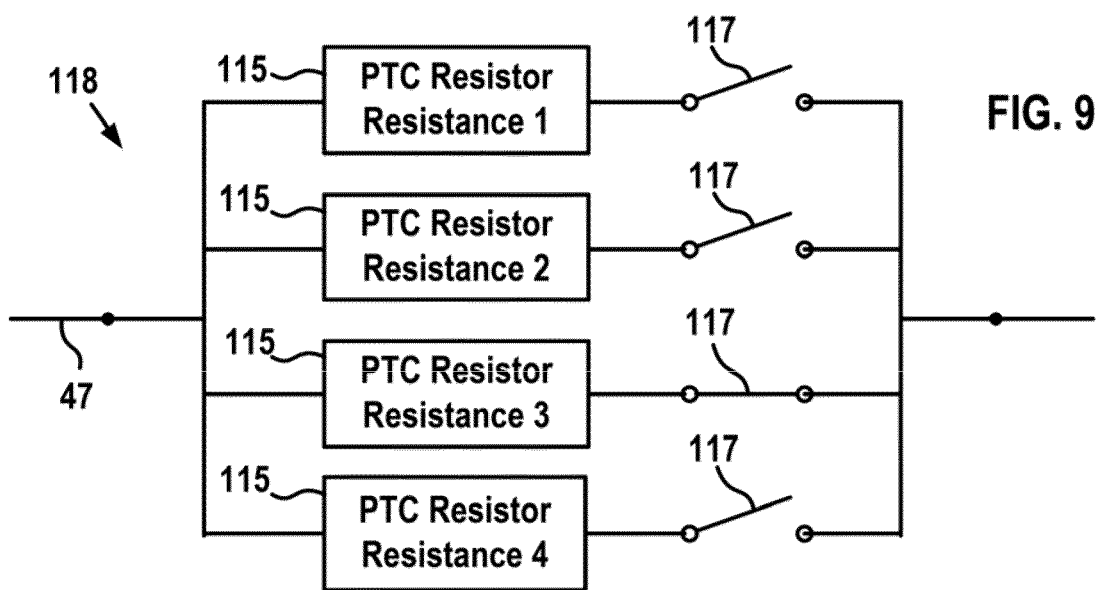 118
115
PTC Resistor
Resistance 1
117
FIG. 9
115
PTC Resistor
Resistance 2
117
47
115
PTC Resistor
Resistance 3
117
115
PTC Resistor
Resistance 4
117